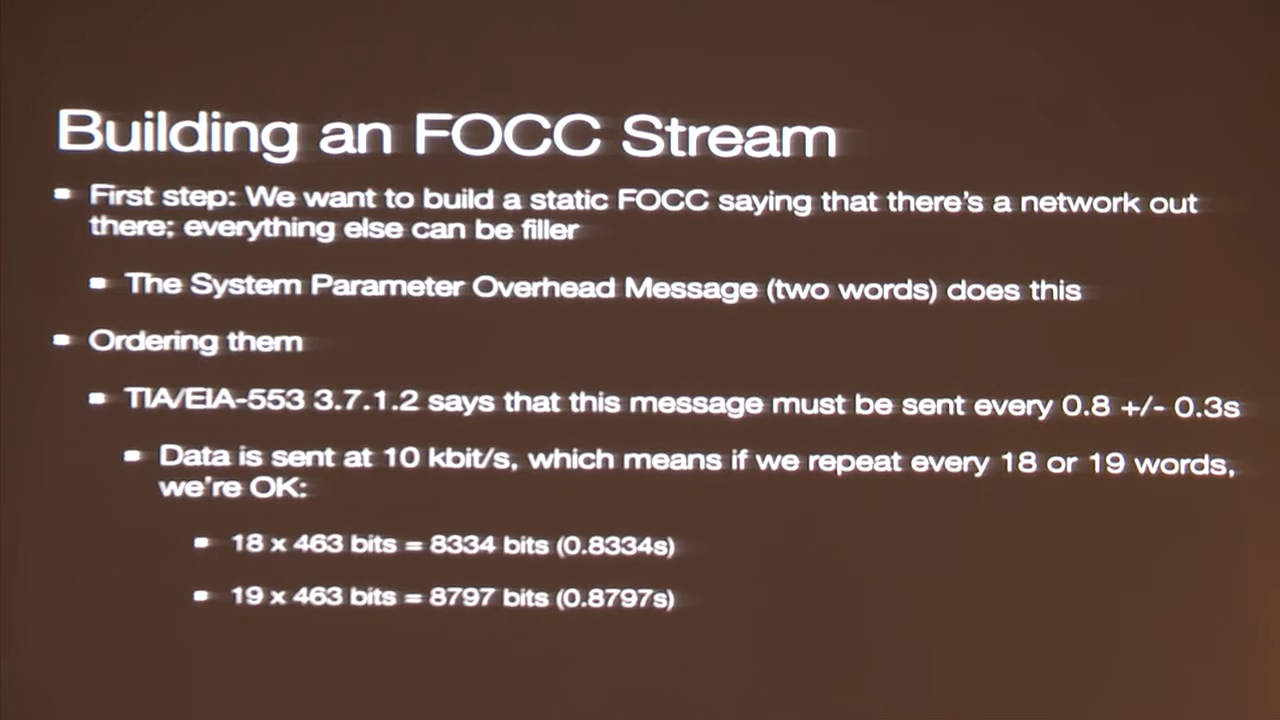 Building an FOCC Stream
First step: We want to build a static FOCC saying that there's a network out
there; everything else can be filler
The System Parameter Overhead Message (two words) does this
Ordering them
TIA/EIA-553 3.7.1.2 says that this message must be sent every 0.8 +/- 0.3s
Data is sent at 10 kbit/s, which means if we repeat every 18 or 19 words,
we're OK:
18 x 463 bits = 8334 bits (0.8334s)
19 x 463 bits = 8797 bits (0.8797s)